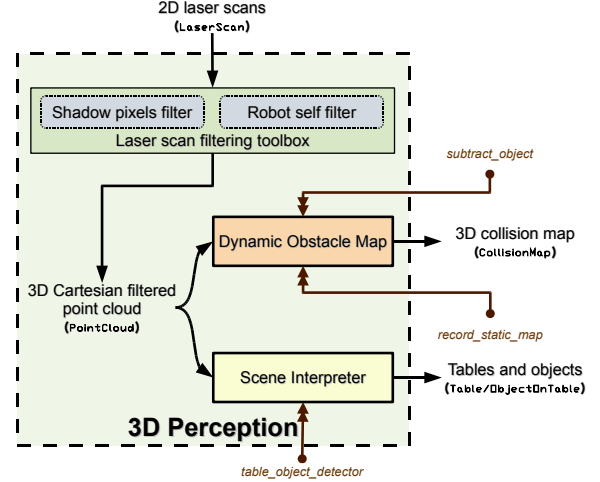 2D laser scans
(LaserScan)
Shadow pixels filter
Robot self filter
Laser scan filtering toolbox
subtract_object
Dynamic Obstacle Map
3D collision map
(CollisionMap)
3D Cartesian filtered
point cloud
(PointCloud)
record_static_map
Scene Interpreter
Tables and objects
(Table/ObjectOnTable)
3D Perception
table_object_detector